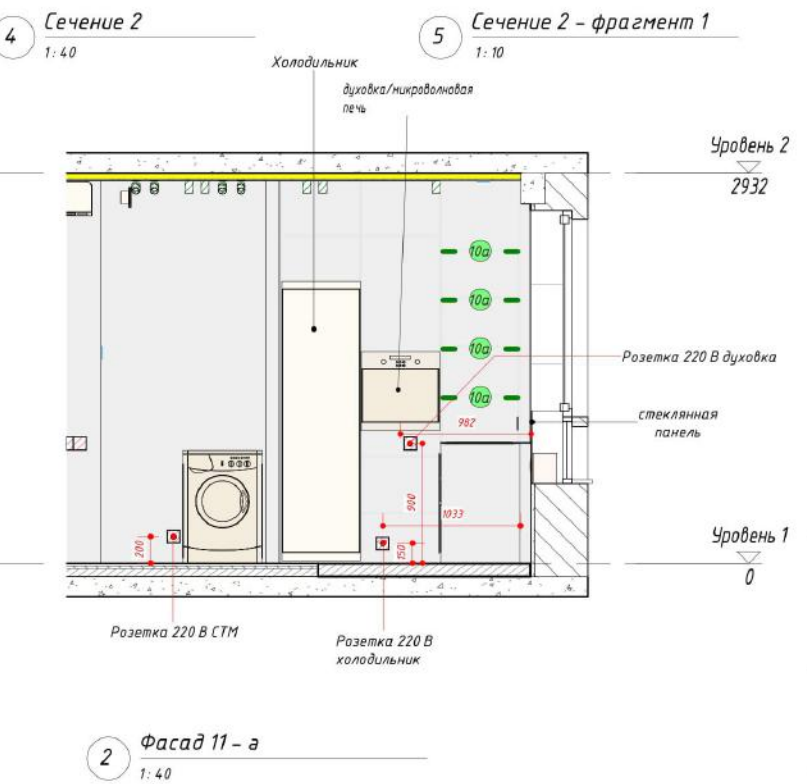 4
Сечение 2
1:40
5
Сечение 2 - фрагмент 1
1:10
Холодильник
духовка/микроволновая
печь
Уровень 2
2932
10а
10а
10а
10а
Розетка 220 В духовка
982
стеклянная
панель
900
1033
200
150
Уровень 1
0
Розетка 220 В СТМ
Розетка 220 В
холодильник
2
Фасад 11 - а
1:40